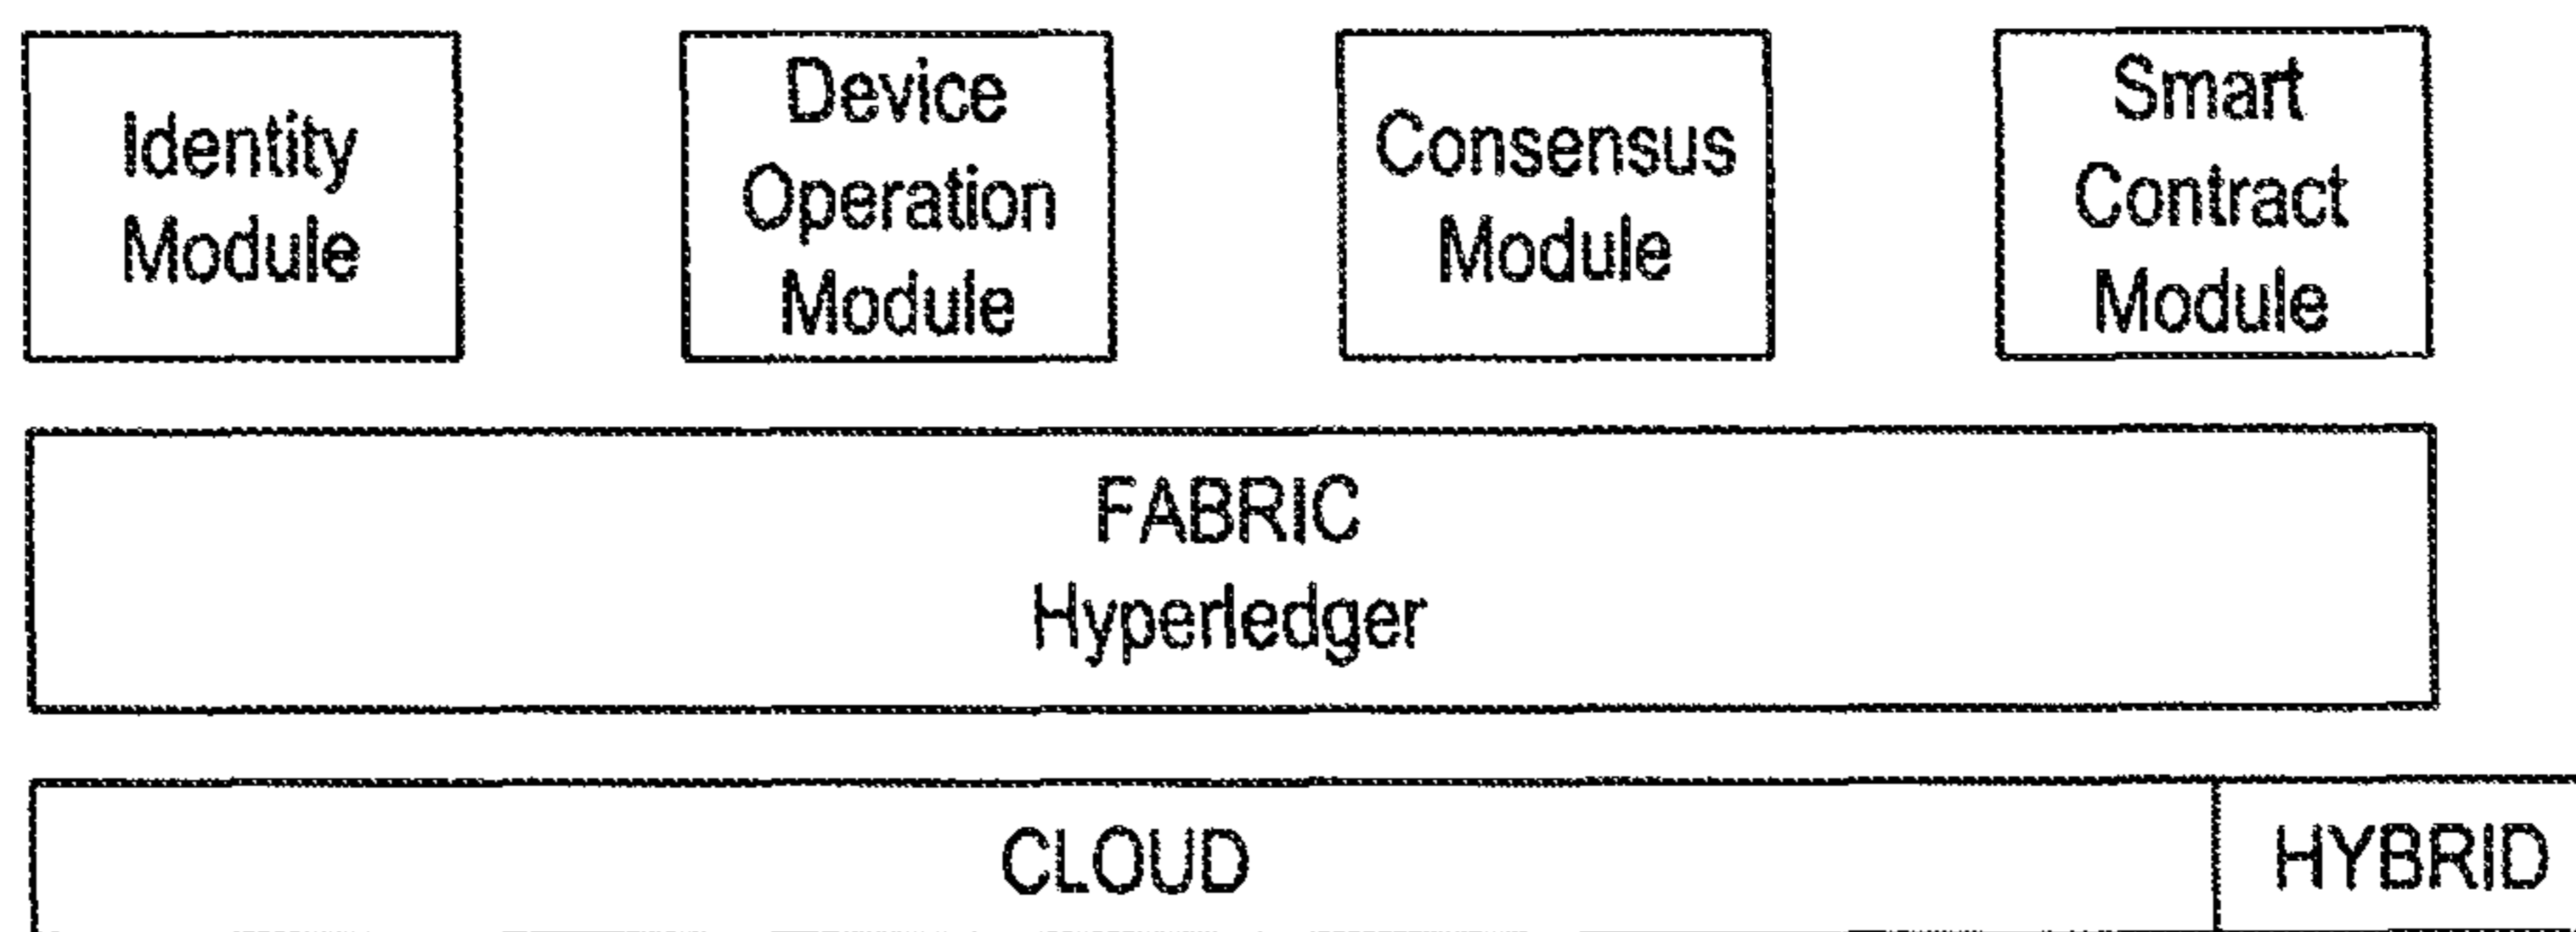 Identity
Module
Device
Operation
Module
Consensus
Module
Smart
Contract
Module
FABRIC
Hyperledger
CLOUD
HYBRID